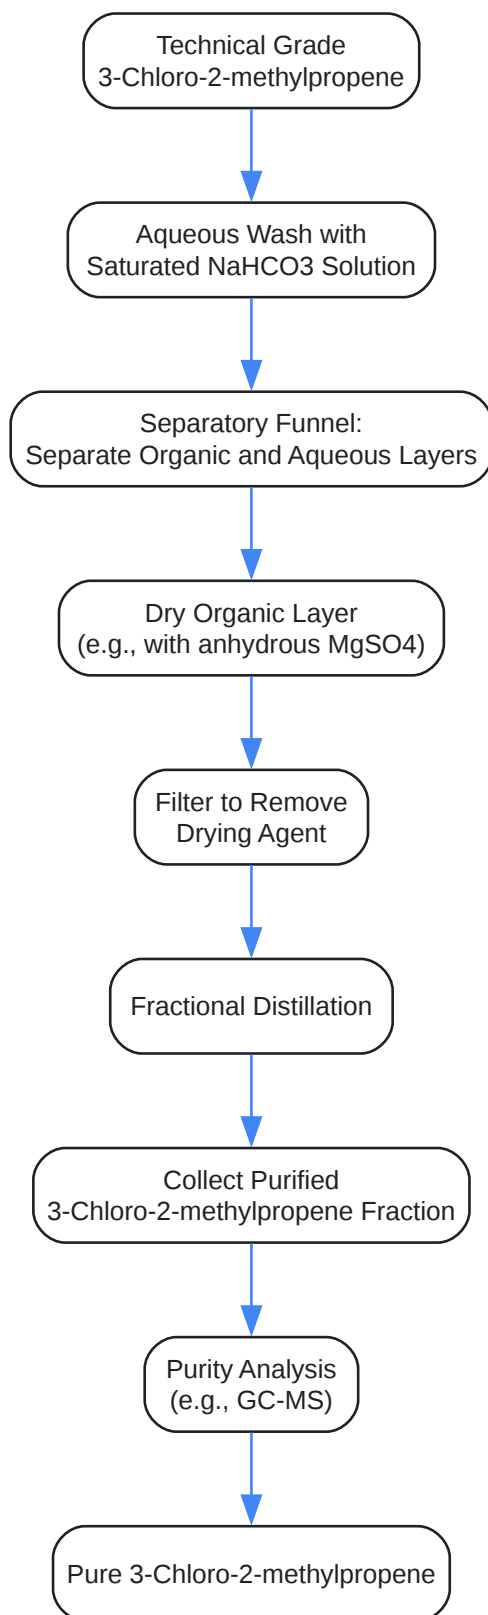 Technical Grade
3-Chloro-2-methylpropene
Aqueous Wash with
Saturated NaHCO3 Solution
Separatory Funnel:
Separate Organic and Aqueous Layers
Dry Organic Layer
(e.g., with anhydrous MgSO4)
Filter to Remove
Drying Agent
Fractional Distillation
Collect Purified
3-Chloro-2-methylpropene Fraction
Purity Analysis
(e.g., GC-MS)
Pure 3-Chloro-2-methylpropene